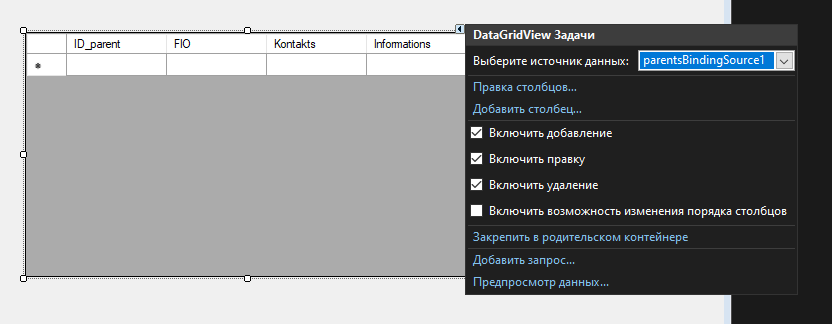 ID_parent FIO Kontakts Informations
DataGridView Задачи
Выберите источник данных: parentsBindingSource1
Правка столбцов...
Добавить столбец...
Включить добавление
Включить правку
Включить удаление
Включить возможность изменения порядка столбцов
Закрепить в родительском контейнере
Добавить запрос...
Предпросмотр данных...